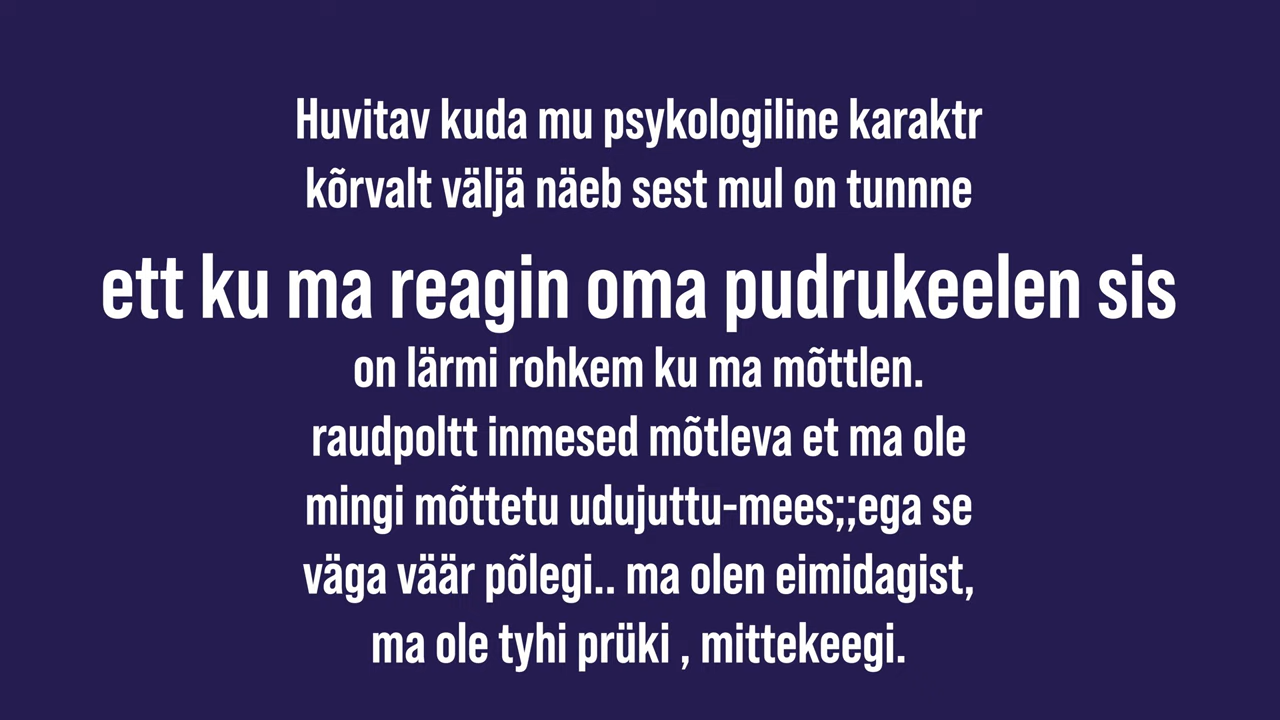 Huvitav kuda mu psykologiline karaktr
kõrvalt väljä näeb sest mul on tunnne
ett ku ma reagin oma pudrukeelen sis
on lärmi rohkem ku ma mõttlen.
raudpoltt inmesed mõtleva et ma ole
mingi mõttetu udujuttu-mees;;ega se
väga väär põlegi.. ma olen eimidagist,
ma ole tyhi prüki , mittekeegi.